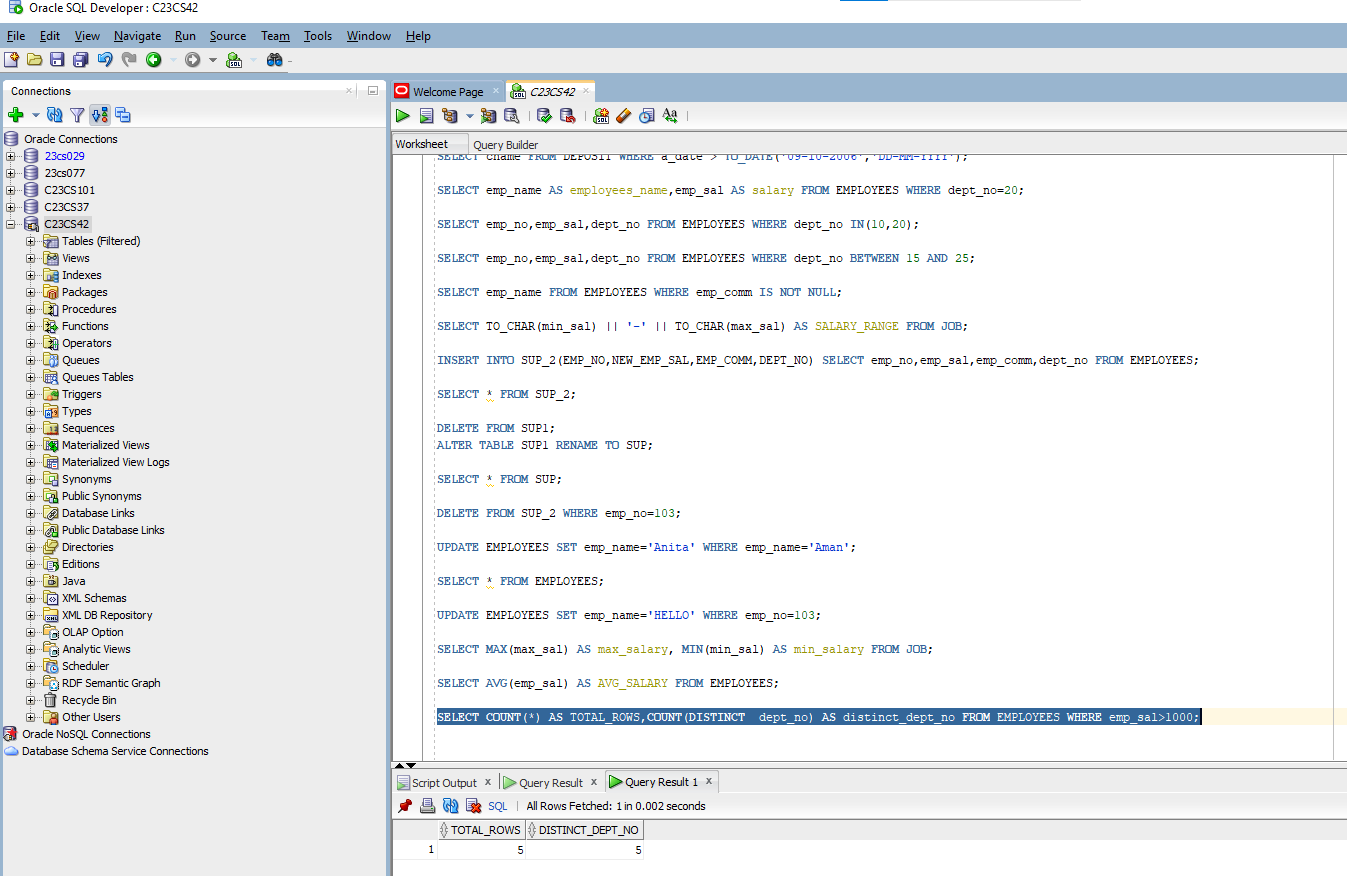 Oracle SQL Developer : C23CS42
File Edit View Navigate Run Source Team Tools Window Help
Connections
Oracle Connections
23cs029
23cs077
C23CS101
C23CS37
C23CS42
Tables (Filtered)
Views
Indexes
Packages
Procedures
Functions
Operators
Queues
Queues Tables
Triggers
Types
Sequences
Materialized Views
Materialized View Logs
Synonyms
Public Synonyms
Database Links
Public Database Links
Directories
Editions
Java
XML Schemas
XML DB Repository
OLAP Option
Analytic Views
Scheduler
RDF Semantic Graph
Recycle Bin
Other Users
Oracle NoSQL Connections
Database Schema Service Connections
Welcome Page C23CS42
Worksheet Query Builder
SELECT cname FROM DEPOSIT WHERE a_date > TO_DATE('09-10-2006','DD-MM-YYYY');
SELECT emp_name AS employees_name,emp_sal AS salary FROM EMPLOYEES WHERE dept_no=20;
SELECT emp_no,emp_sal,dept_no FROM EMPLOYEES WHERE dept_no IN(10,20);
SELECT emp_no,emp_sal,dept_no FROM EMPLOYEES WHERE dept_no BETWEEN 15 AND 25;
SELECT emp_name FROM EMPLOYEES WHERE emp_comm IS NOT NULL;
SELECT TO_CHAR(min_sal) || '-' || TO_CHAR(max_sal) AS SALARY_RANGE FROM JOB;
INSERT INTO SUP_2(EMP_NO,NEW_EMP_SAL,EMP_COMM,DEPT_NO) SELECT emp_no,emp_sal,emp_comm,dept_no FROM EMPLOYEES;
SELECT * FROM SUP_2;
DELETE FROM SUP1;
ALTER TABLE SUP1 RENAME TO SUP;
SELECT * FROM SUP;
DELETE FROM SUP_2 WHERE emp_no=103;
UPDATE EMPLOYEES SET emp_name='Anita' WHERE emp_name='Aman';
SELECT * FROM EMPLOYEES;
UPDATE EMPLOYEES SET emp_name='HELLO' WHERE emp_no=103;
SELECT MAX(max_sal) AS max_salary, MIN(min_sal) AS min_salary FROM JOB;
SELECT AVG(emp_sal) AS AVG_SALARY FROM EMPLOYEES;
SELECT COUNT(*) AS TOTAL_ROWS,COUNT(DISTINCT  dept_no) AS distinct_dept_no FROM EMPLOYEES WHERE emp_sal>1000;
Script Output Query Result Query Result 1
SQL All Rows Fetched: 1 in 0.002 seconds
TOTAL_ROWS DISTINCT_DEPT_NO
1 5 5